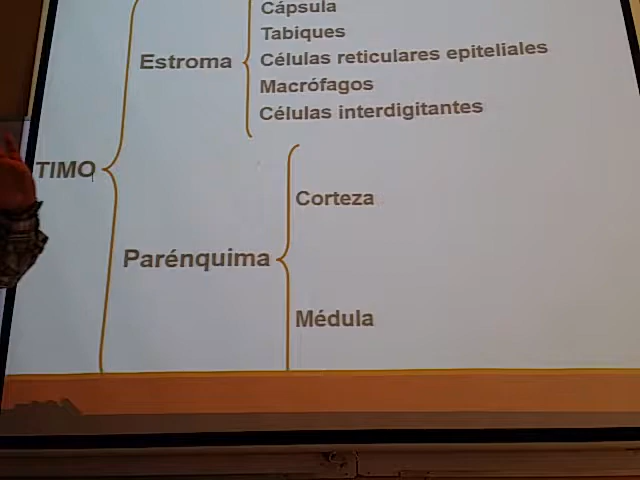 Cápsula
Tabiques
Estroma
Células reticulares epiteliales
Macrófagos
Células interdigitantes
TIMO
Corteza
Parénquima
Médula